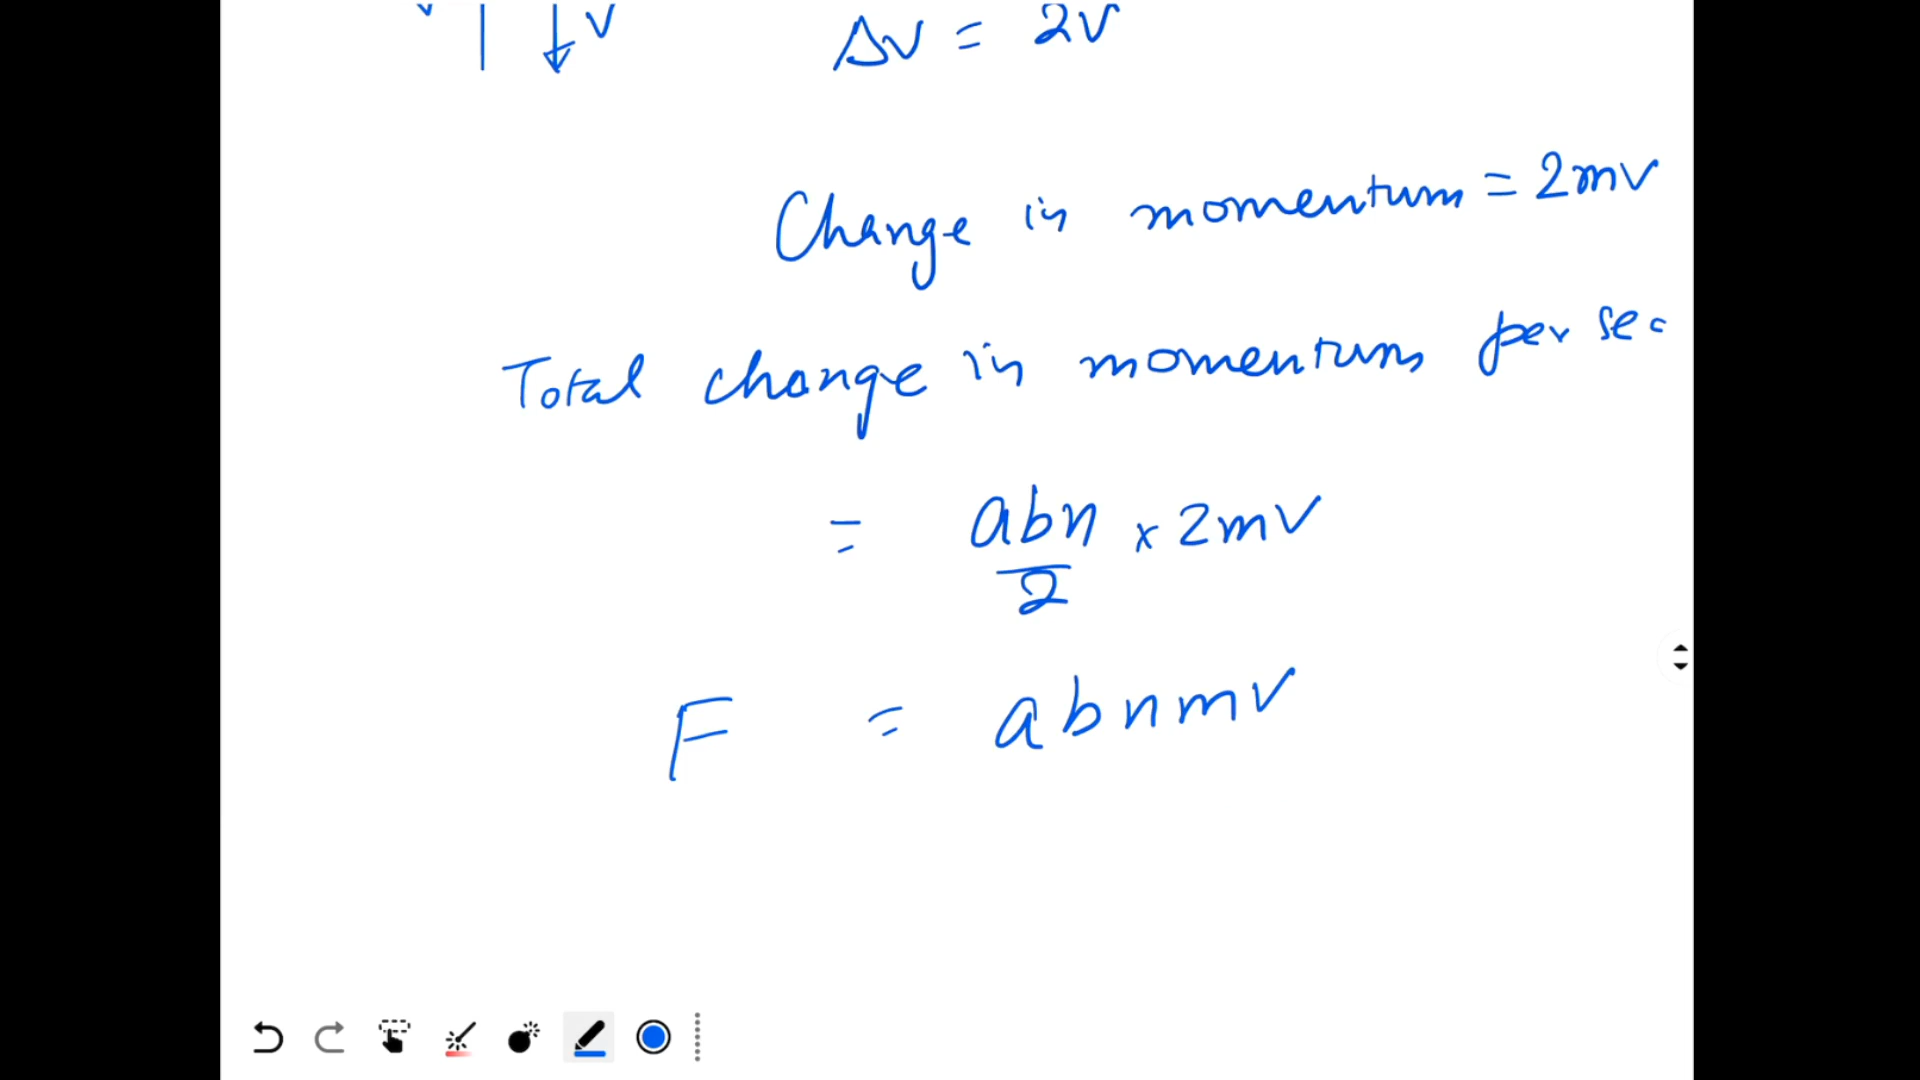 v v Δv = 2v
Change in momentum = 2mv
Total change in momentum per sec
= abn/2 × 2mv
F = abnmv